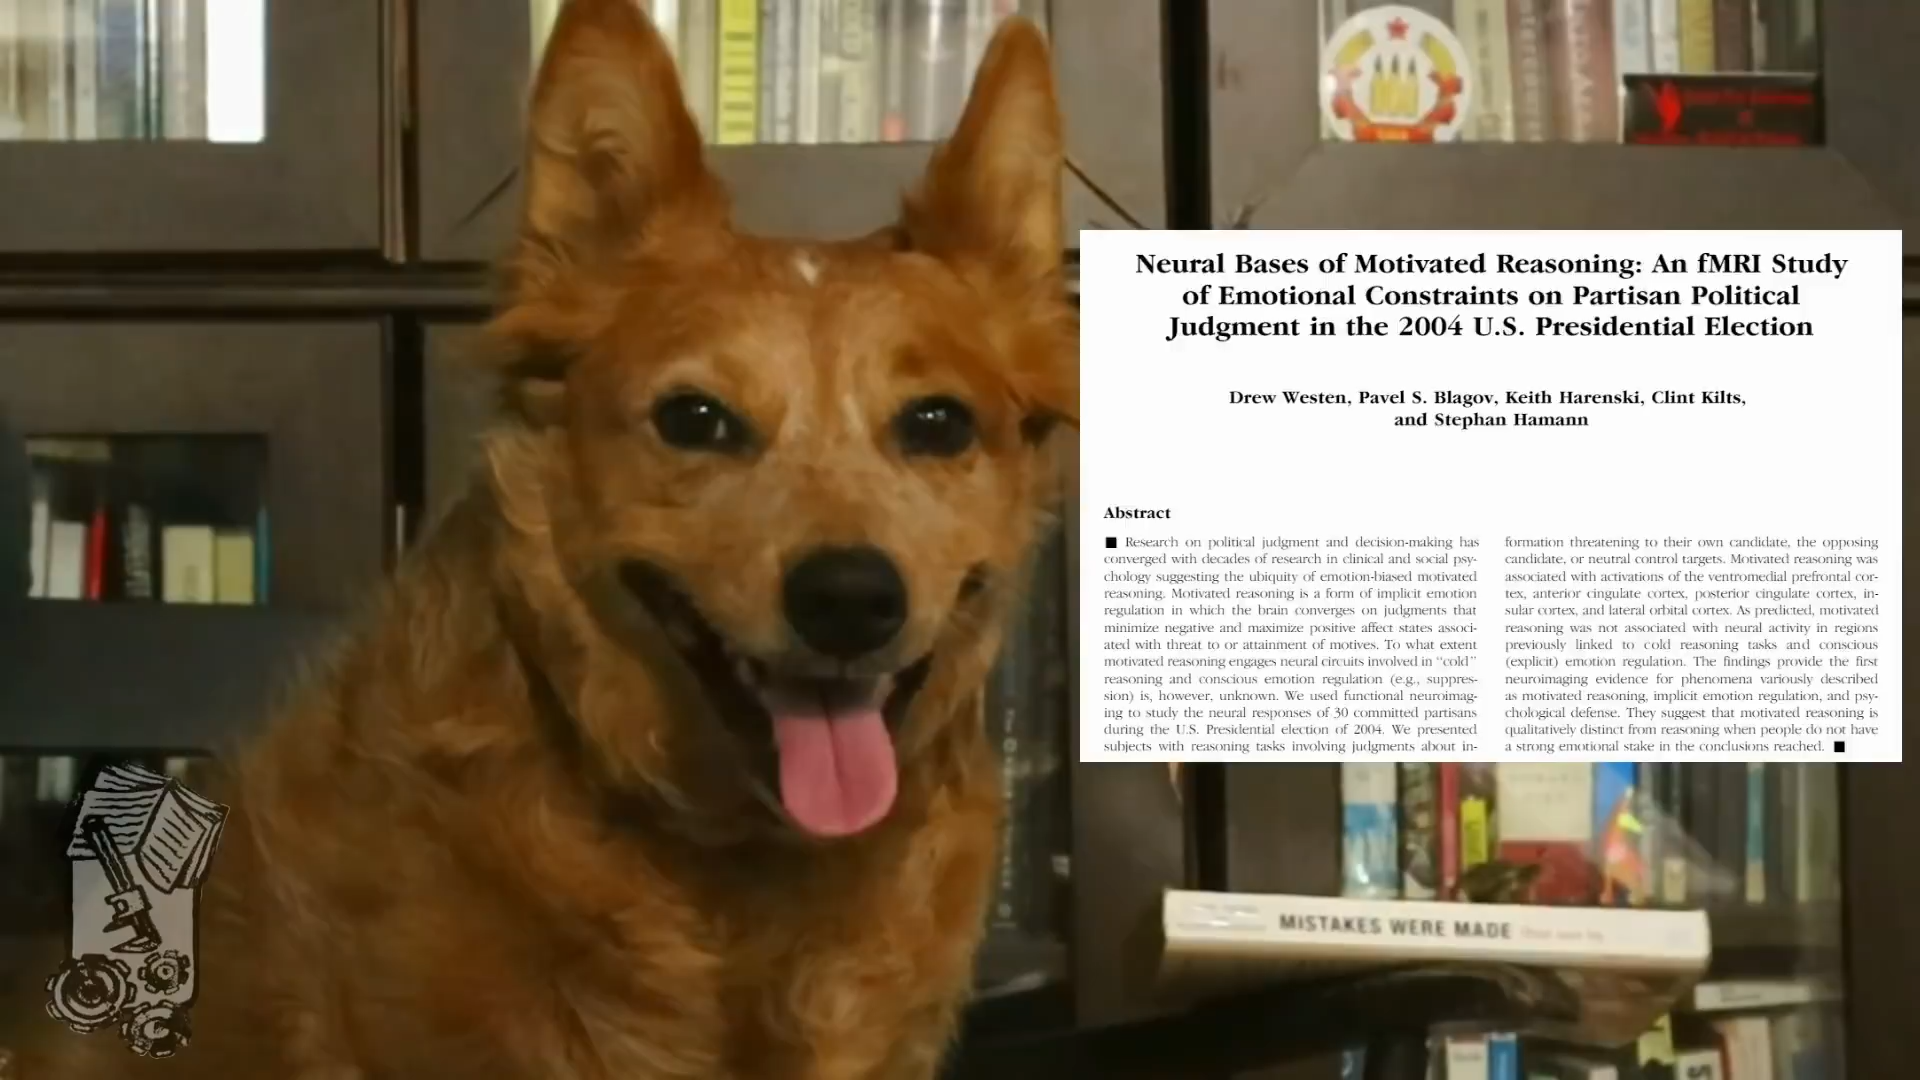 Neural Bases of Motivated Reasoning: An fMRI Study
of Emotional Constraints on Partisan Political
Judgment in the 2004 U.S. Presidential Election
Drew Westen, Pavel S. Blagov, Keith Harenski, Clint Kilts,
and Stephan Hamann
Abstract
■ Research on political judgment and decision-making has
converged with decades of research in clinical and social psy-
chology suggesting the ubiquity of emotion-biased motivated
reasoning. Motivated reasoning is a form of implicit emotion
regulation in which the brain converges on judgments that
minimize negative and maximize positive affect states associ-
ated with threat to or attainment of motives. To what extent
motivated reasoning engages neural circuits involved in “cold”
reasoning and conscious emotion regulation (e.g., suppres-
sion) is, however, unknown. We used functional neuroimag-
ing to study the neural responses of 30 committed partisans
during the U.S. Presidential election of 2004. We presented
subjects with reasoning tasks involving judgments about in-
formation threatening to their own candidate, the opposing
candidate, or neutral control targets. Motivated reasoning was
associated with activations of the ventromedial prefrontal cor-
tex, anterior cingulate cortex, posterior cingulate cortex, in-
sular cortex, and lateral orbital cortex. As predicted, motivated
reasoning was not associated with neural activity in regions
previously linked to cold reasoning tasks and conscious
(explicit) emotion regulation. The findings provide the first
neuroimaging evidence for phenomena variously described
as motivated reasoning, implicit emotion regulation, and psy-
chological defense. They suggest that motivated reasoning is
qualitatively distinct from reasoning when people do not have
a strong emotional stake in the conclusions reached. ■
MISTAKES WERE MADE